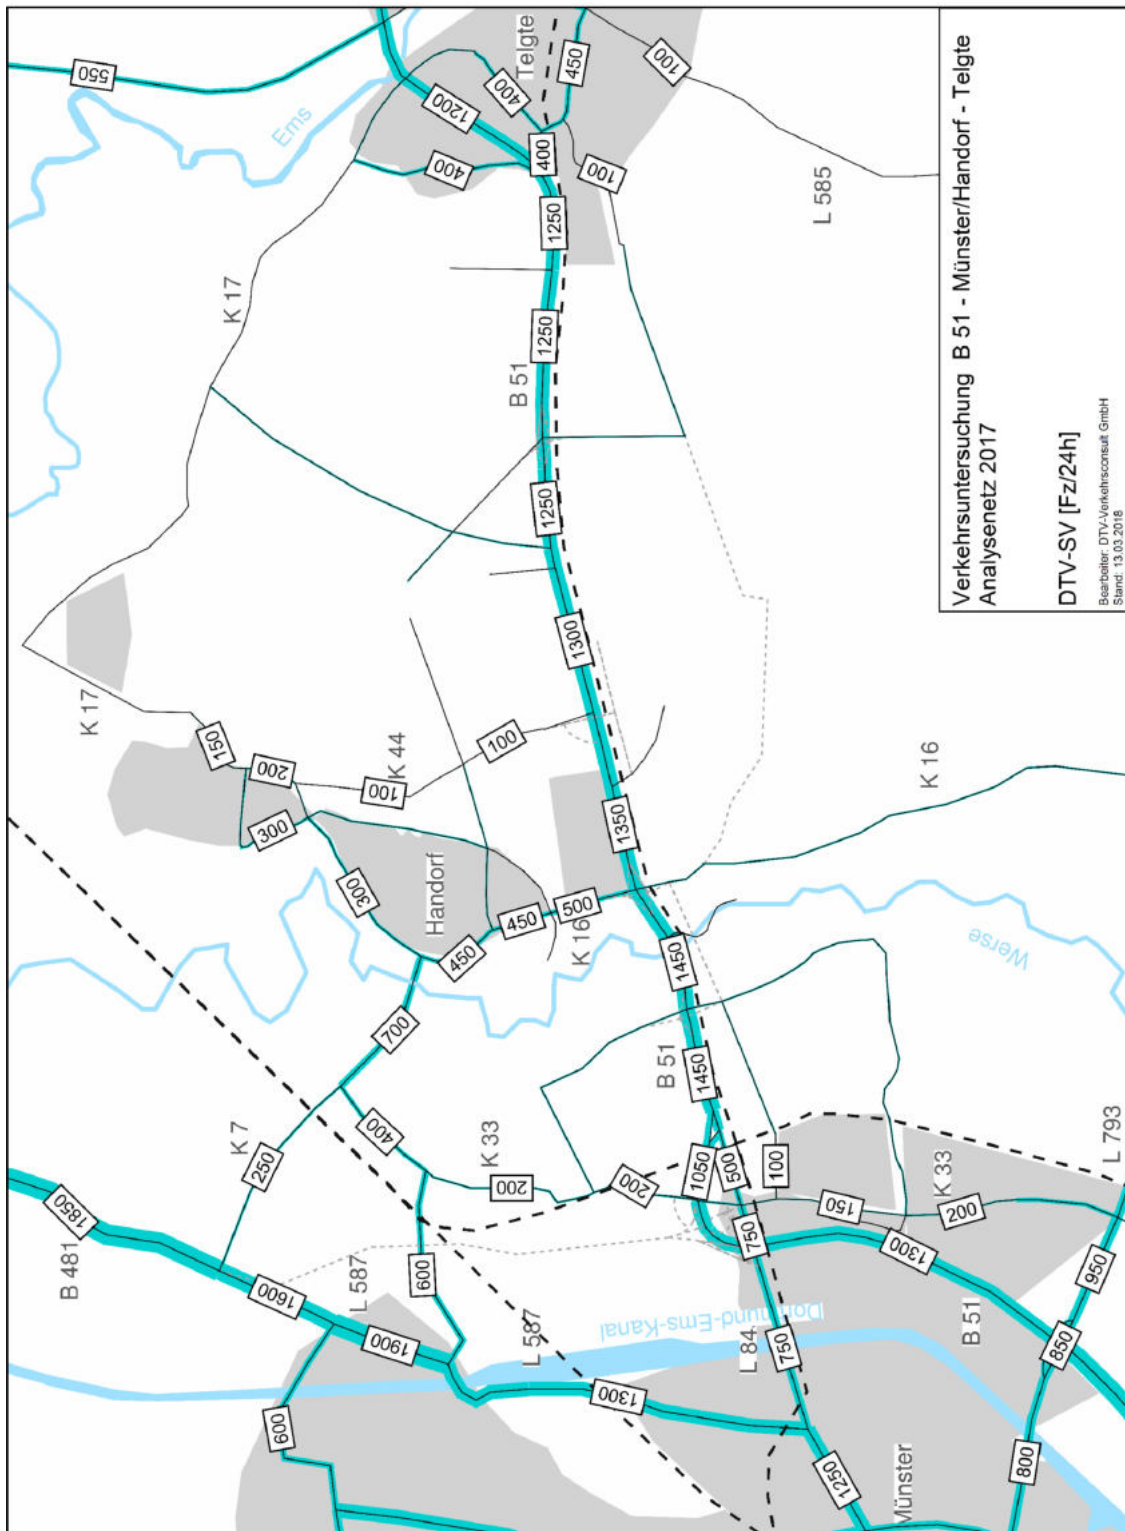 550
Ems
1200
400
Telgte
450
100
400
400
100
1250
L 585
K 17
1250
B 51
1250
K 17
150
200
K 44
100
100
1300
300
1350
K 16
300
Handorf
450
450
500
K 16
1450
Werse
700
B 51
1450
K 7
250
400
K 33
200
200
1050
500
100
150
K 33
200
L 793
1850
B 481
1600
L 587
1900
600
L 587
Dortmund-Ems-Kanal
750
1300
B 51
950
850
L 84
750
1300
600
1250
Münster
800
Verkehrsuntersuchung B 51 - Münster/Handorf - Telgte
Analysenetz 2017
DTV-SV [Fz/24h]
Bearbeiter: DTV-Verkehrsconsult GmbH
Stand: 13.03.2018